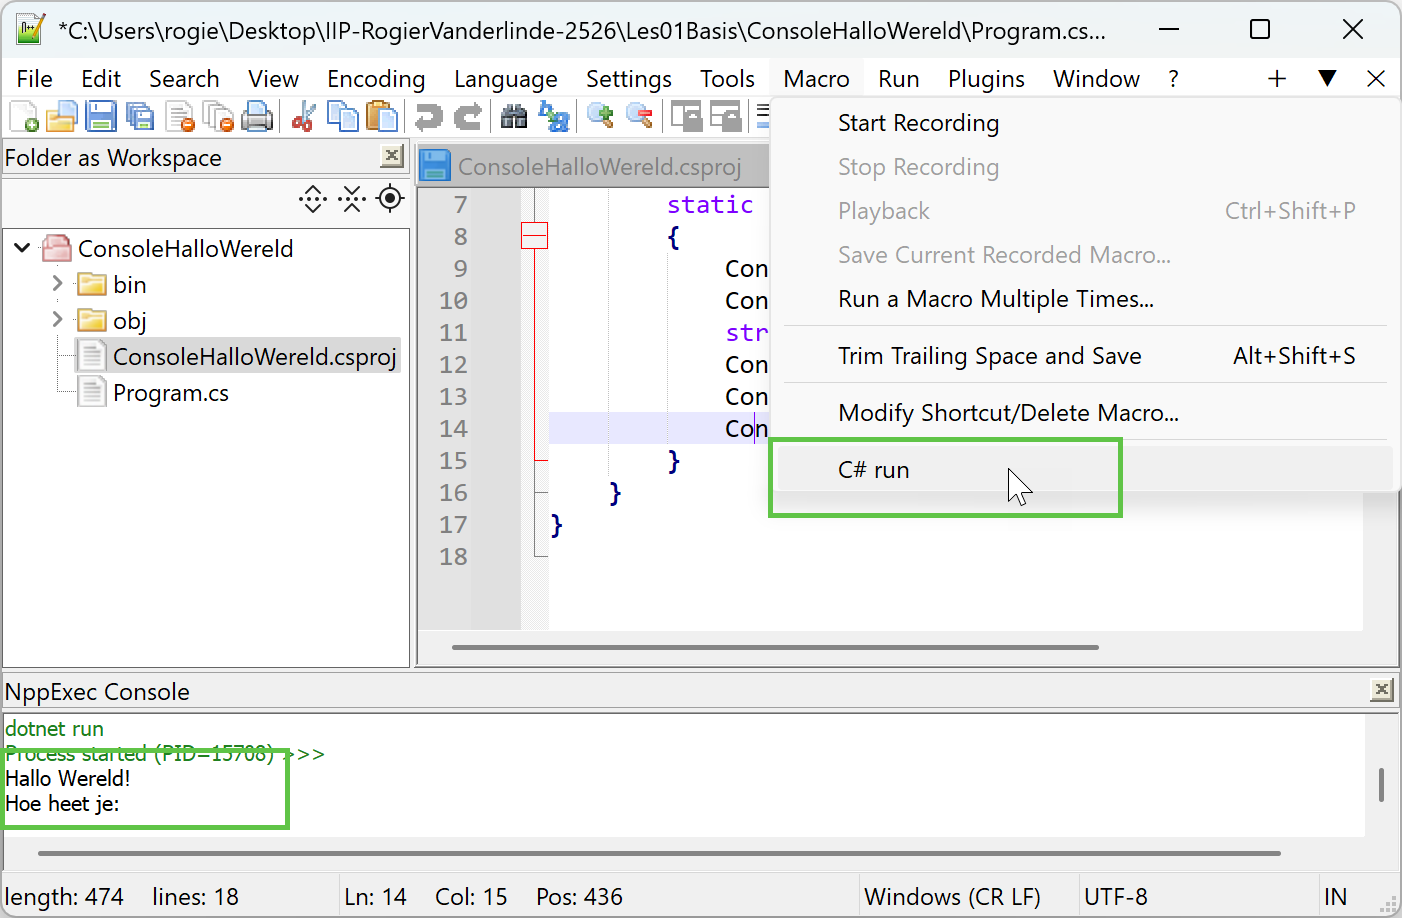 *C:\Users\rogie\Desktop\IIP-RogierVanderlinde-2526\Les01Basis\ConsoleHalloWereld\Program.cs...
File Edit Search View Encoding Language Settings Tools Macro Run Plugins Window ?
Folder as Workspace
ConsoleHalloWereld
bin
obj
ConsoleHalloWereld.csproj
Program.cs
ConsoleHalloWereld.csproj
7 static
8 {
9 Con
10 Con
11 str
12 Con
13 Con
14 Con
15 }
16 }
17 }
18
Start Recording
Stop Recording
Playback Ctrl+Shift+P
Save Current Recorded Macro...
Run a Macro Multiple Times...
Trim Trailing Space and Save Alt+Shift+S
Modify Shortcut/Delete Macro...
C# run
NppExec Console
dotnet run
Process started (PID=15708) >>>
Hallo Wereld!
Hoe heet je:
length: 474 lines: 18 Ln: 14 Col: 15 Pos: 436 Windows (CR LF) UTF-8 IN